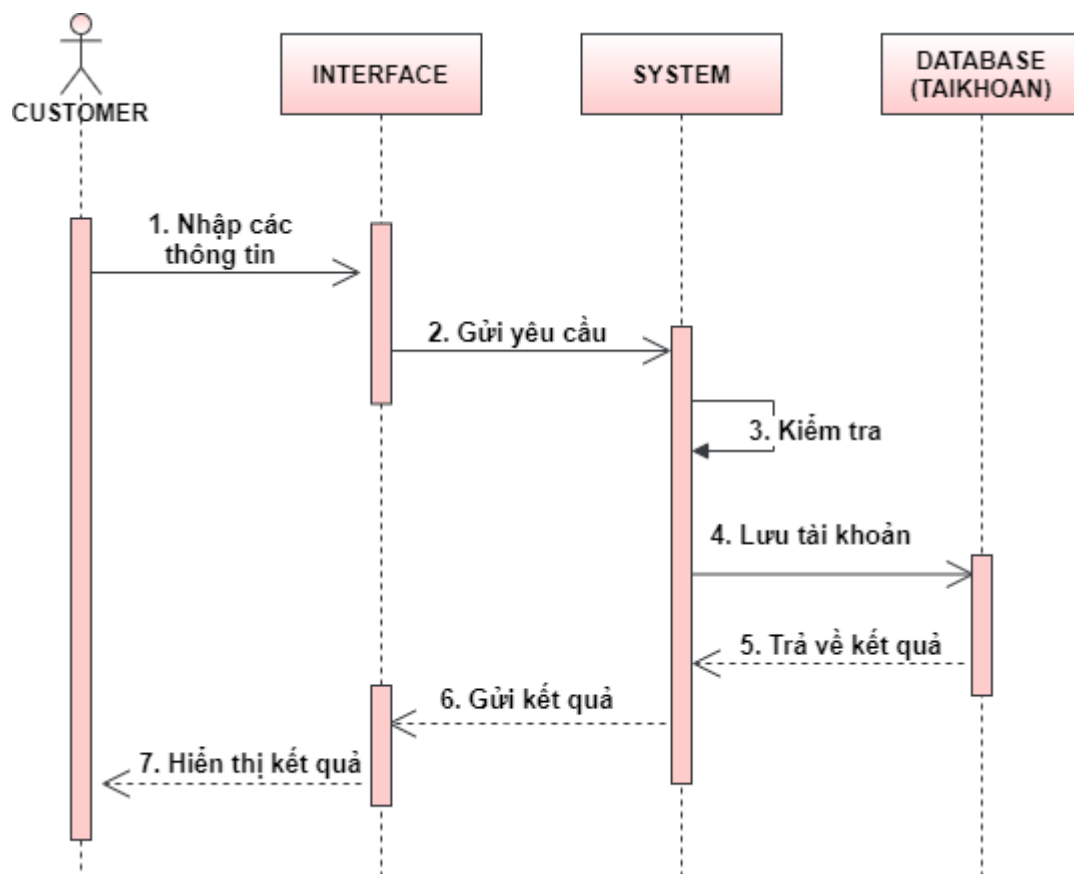 CUSTOMER
INTERFACE
SYSTEM
DATABASE
(TAIKHOAN)
1. Nhập các
thông tin
2. Gửi yêu cầu
3. Kiểm tra
4. Lưu tài khoản
5. Trả về kết quả
6. Gửi kết quả
7. Hiển thị kết quả